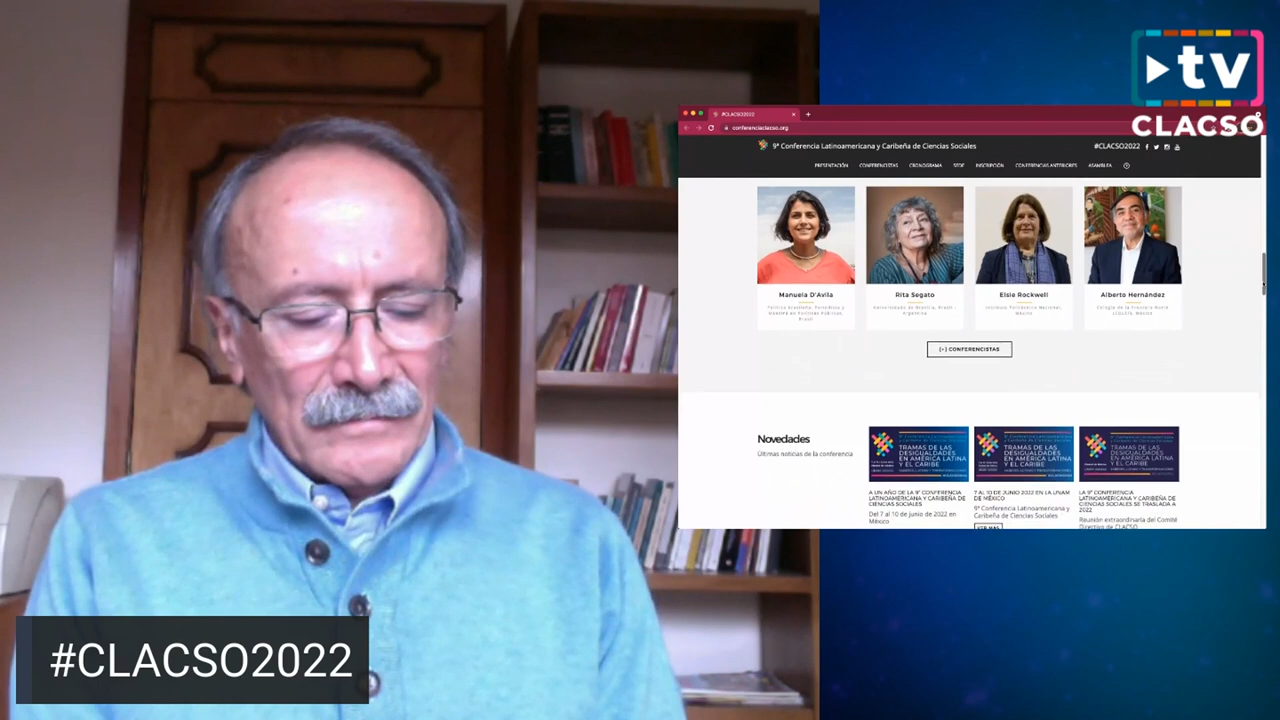 tv
CLACSO
#CLACSO2022
conferenciaclacso.org
9ª Conferencia Latinoamericana y Caribeña de Ciencias Sociales
#CLACSO2022
PRESENTACIÓN CONFERENCISTAS CRONOGRAMA SEDE INSCRIPCIÓN CONFERENCIAS ANTERIORES ASAMBLEA
Manuela D'Avila
Rita Segato
Elsie Rockwell
Alberto Hernández
(+) CONFERENCISTAS
Novedades
Últimas noticias de la conferencia
TRAMAS DE LAS
DESIGUALDADES
EN AMÉRICA LATINA
Y EL CARIBE
TRAMAS DE LAS
DESIGUALDADES
EN AMÉRICA LATINA
Y EL CARIBE
TRAMAS DE LAS
DESIGUALDADES
EN AMÉRICA LATINA
Y EL CARIBE
A UN AÑO DE LA 9ª CONFERENCIA
LATINOAMERICANA Y CARIBEÑA DE
CIENCIAS SOCIALES
Del 7 al 10 de junio de 2022 en
México
7 AL 10 DE JUNIO 2022 EN LA UNAM
DE MÉXICO
9ª Conferencia Latinoamericana y
Caribeña de Ciencias Sociales
VER MAS
LA 9ª CONFERENCIA
LATINOAMERICANA Y CARIBEÑA DE
CIENCIAS SOCIALES SE TRASLADA A
2022
Reunión extraordinaria del Comité
Directivo de CLACSO
#CLACSO2022